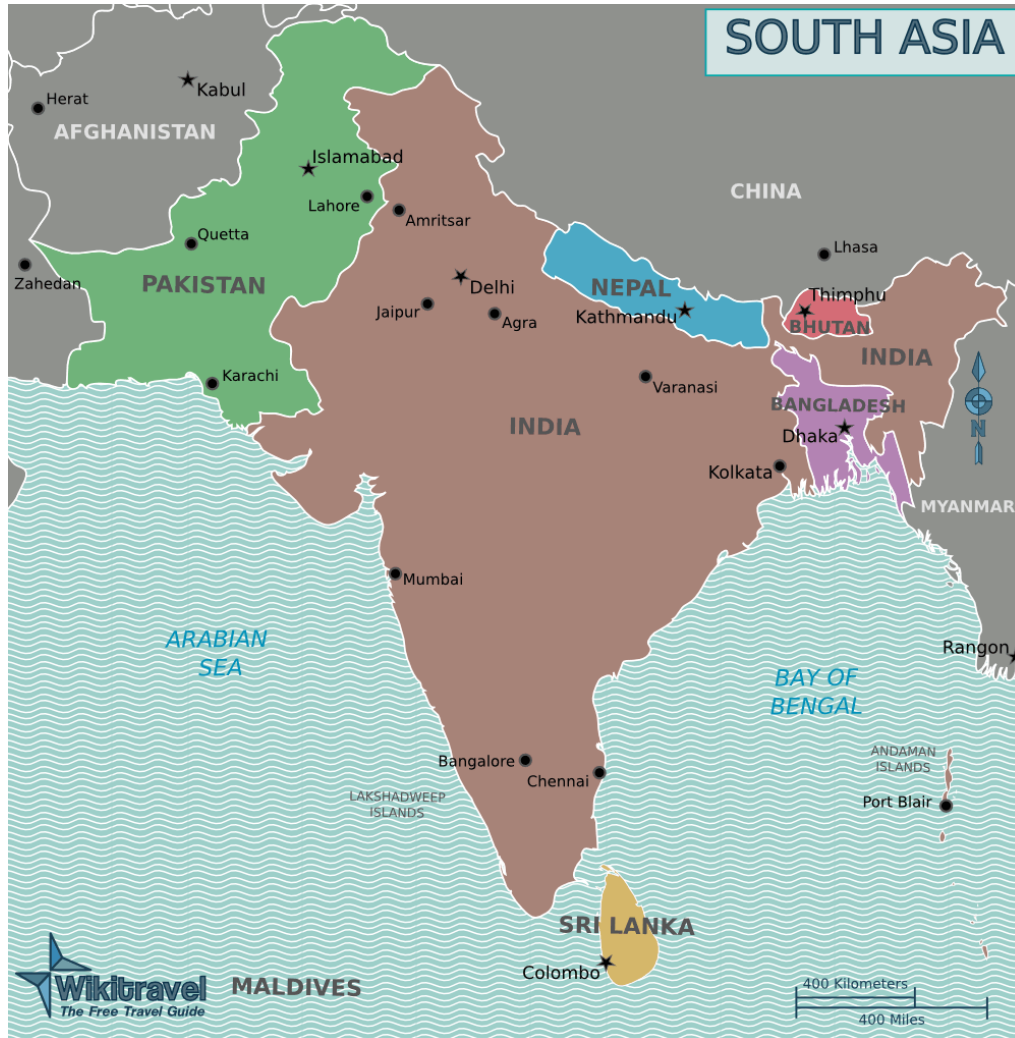 SOUTH ASIA
Kabul
Herat
AFGHANISTAN
Islamabad
CHINA
Lahore
Amritsar
Quetta
Lhasa
Zahedan
PAKISTAN
Delhi
NEPAL
Thimphu
Jaipur
Agra
Kathmandu
BHUTAN
INDIA
Karachi
Varanasi
BANGLADESH
INDIA
N
Dhaka
Kolkata
MYANMAR
Mumbai
ARABIAN
SEA
Rangon
BAY OF
BENGAL
ANDAMAN
ISLANDS
Bangalore
Chennai
LAKSHADWEEP
ISLANDS
Port Blair
SRI LANKA
Colombo
Wikitravel
The Free Travel Guide
MALDIVES
400 Kilometers
400 Miles